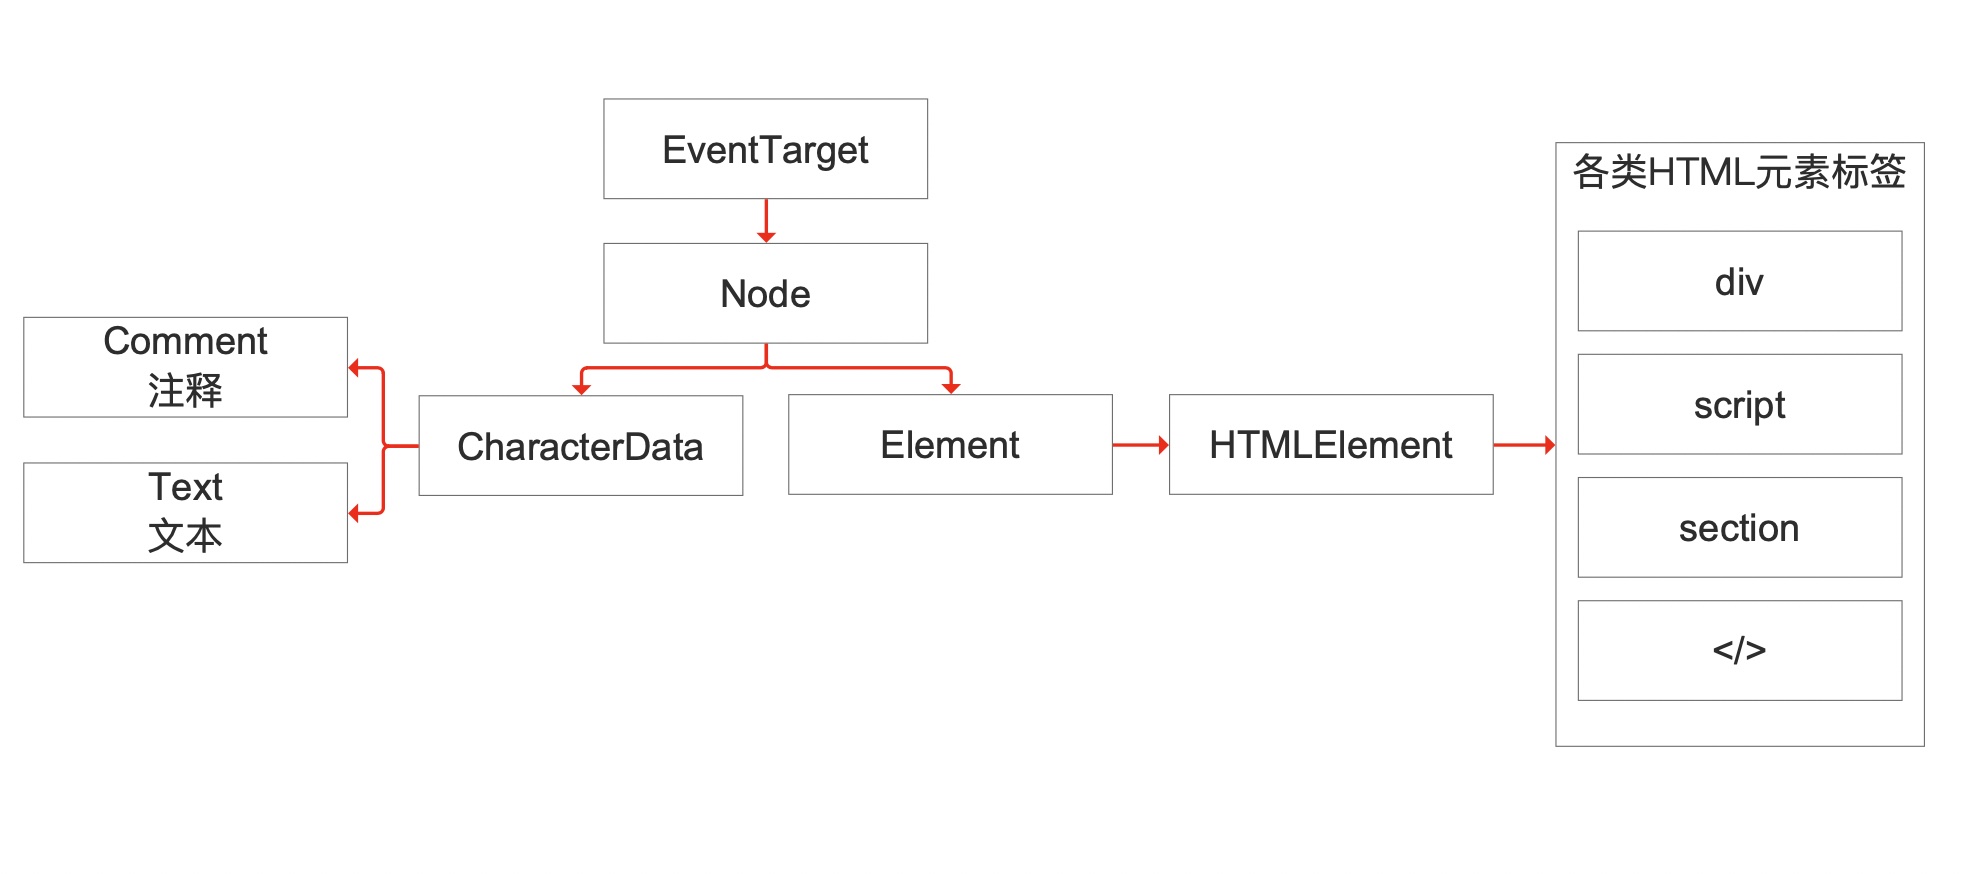 EventTarget
Node
Comment
注释
Text
文本
CharacterData
Element
HTMLElement
各类HTML元素标签
div
script
section
</>